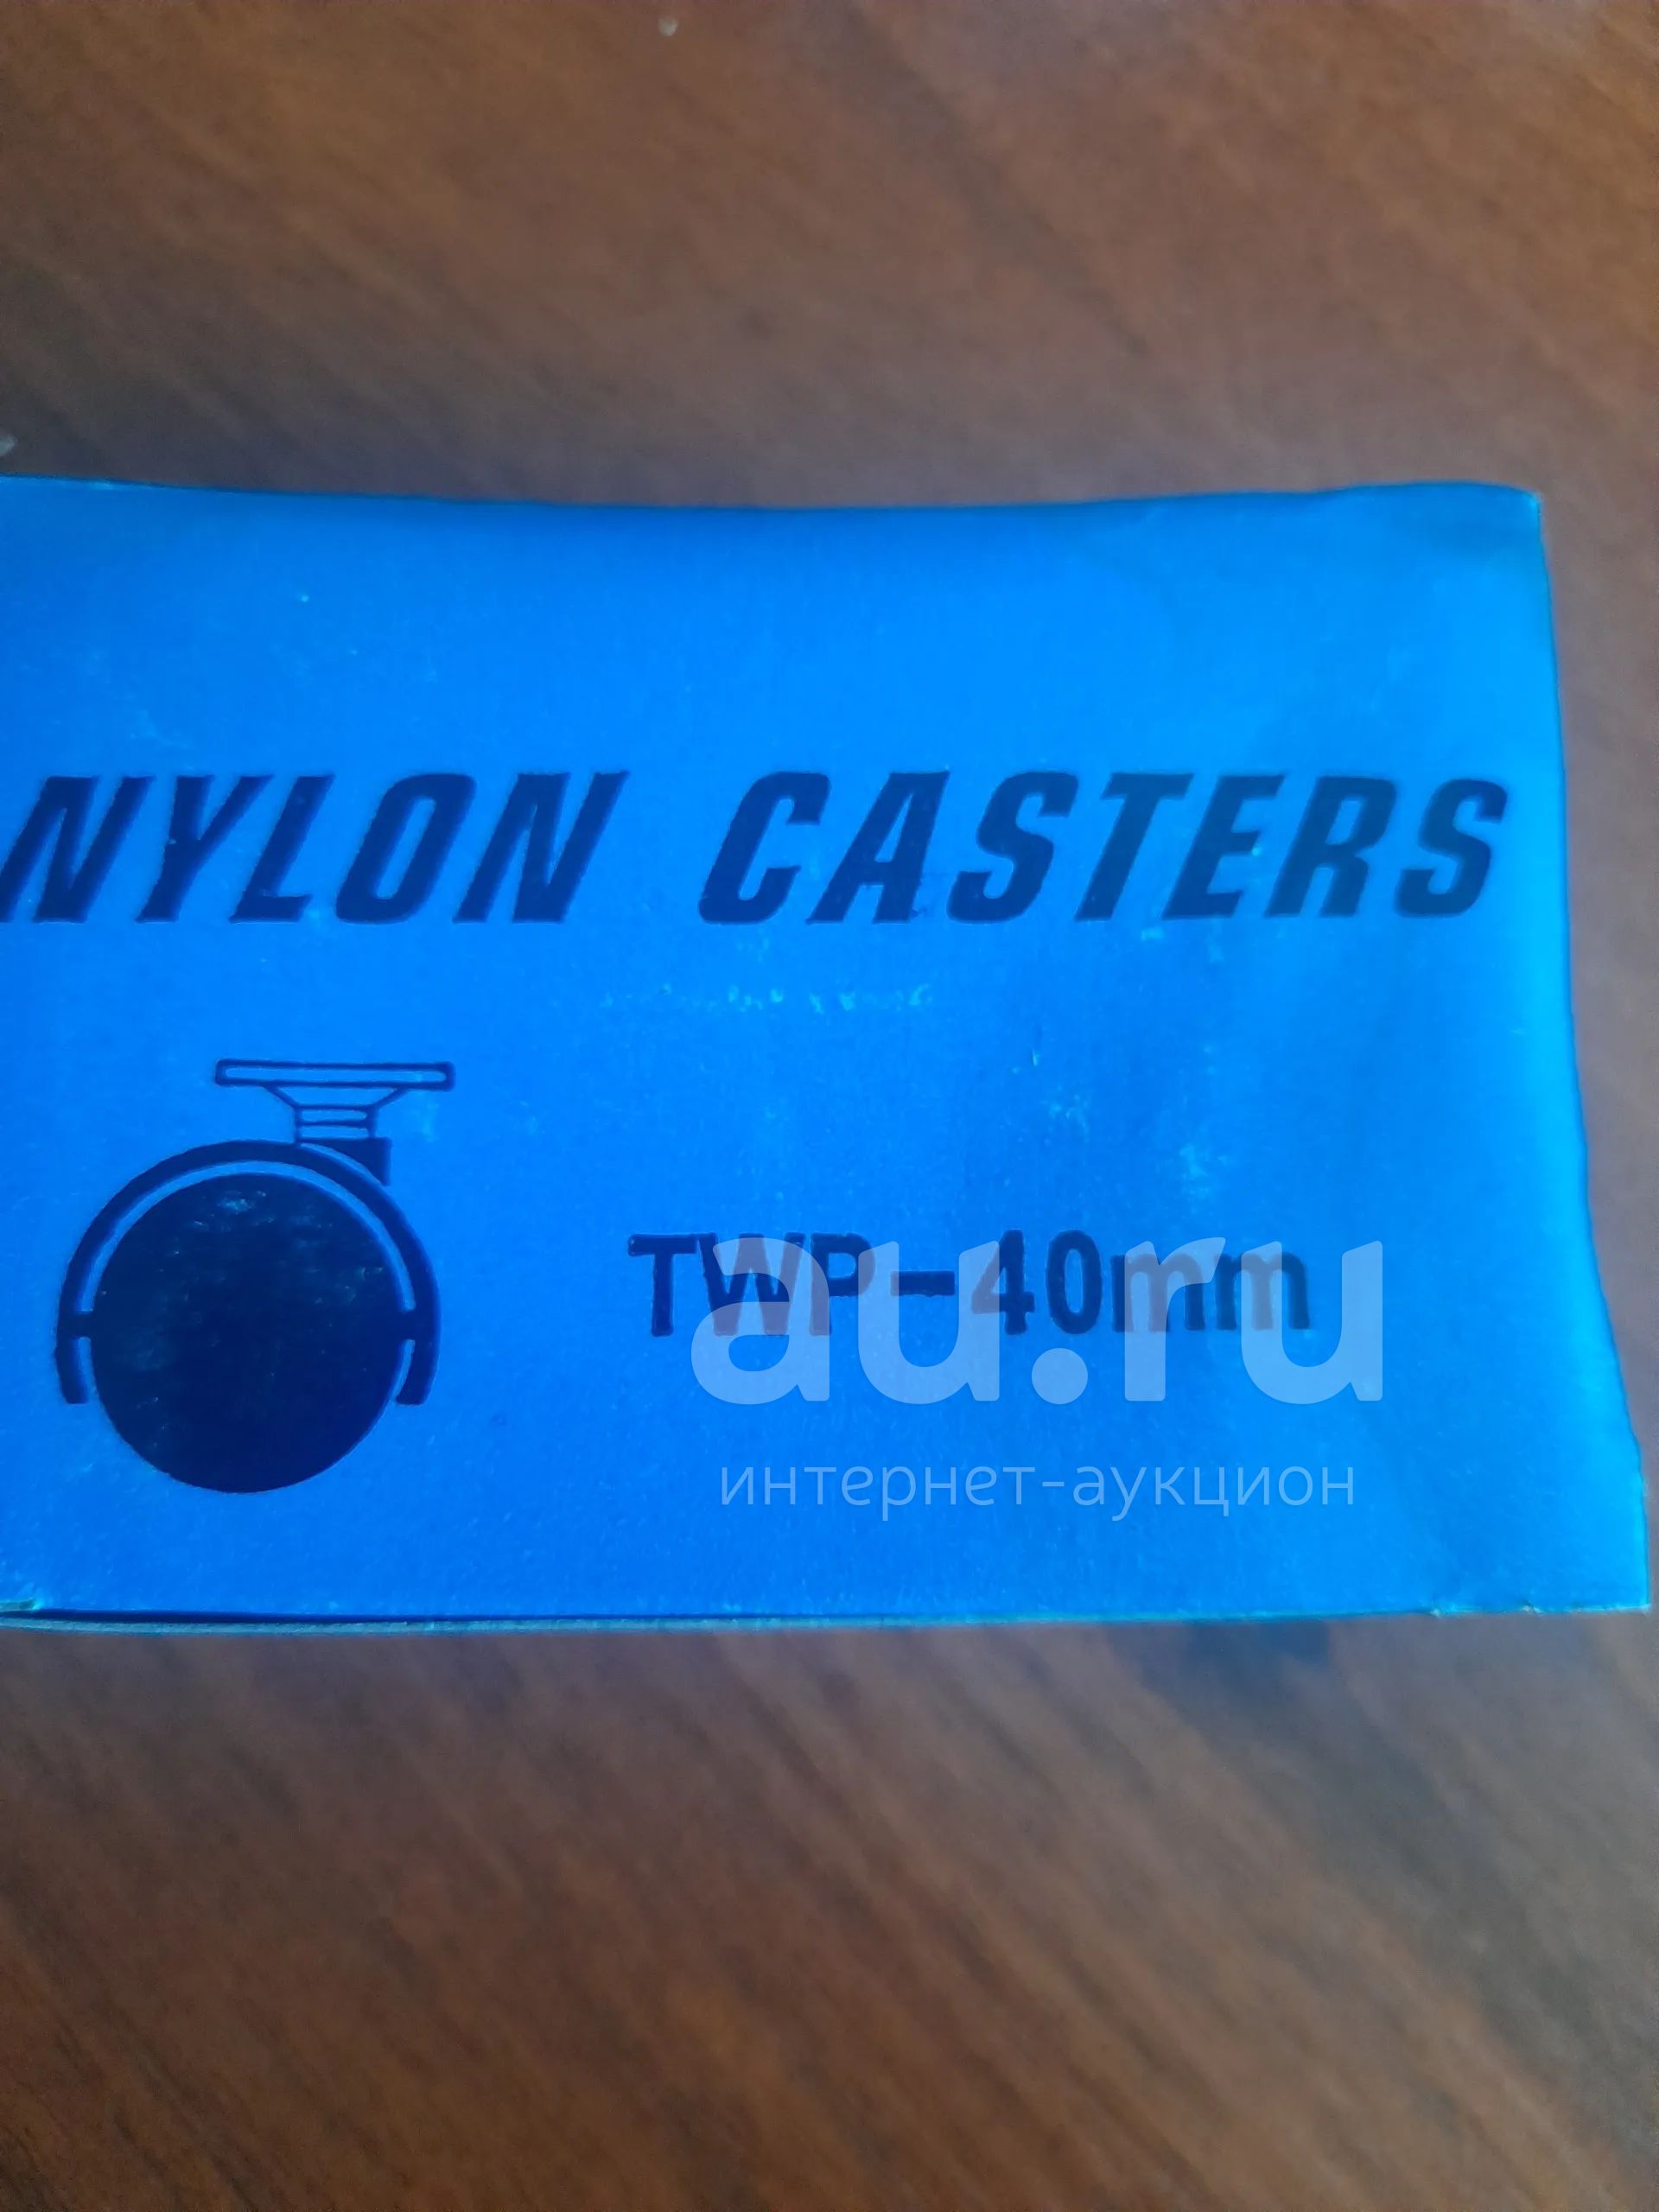 NYLON CASTERS
TWP-40mm
au.ru
интернет-аукцион